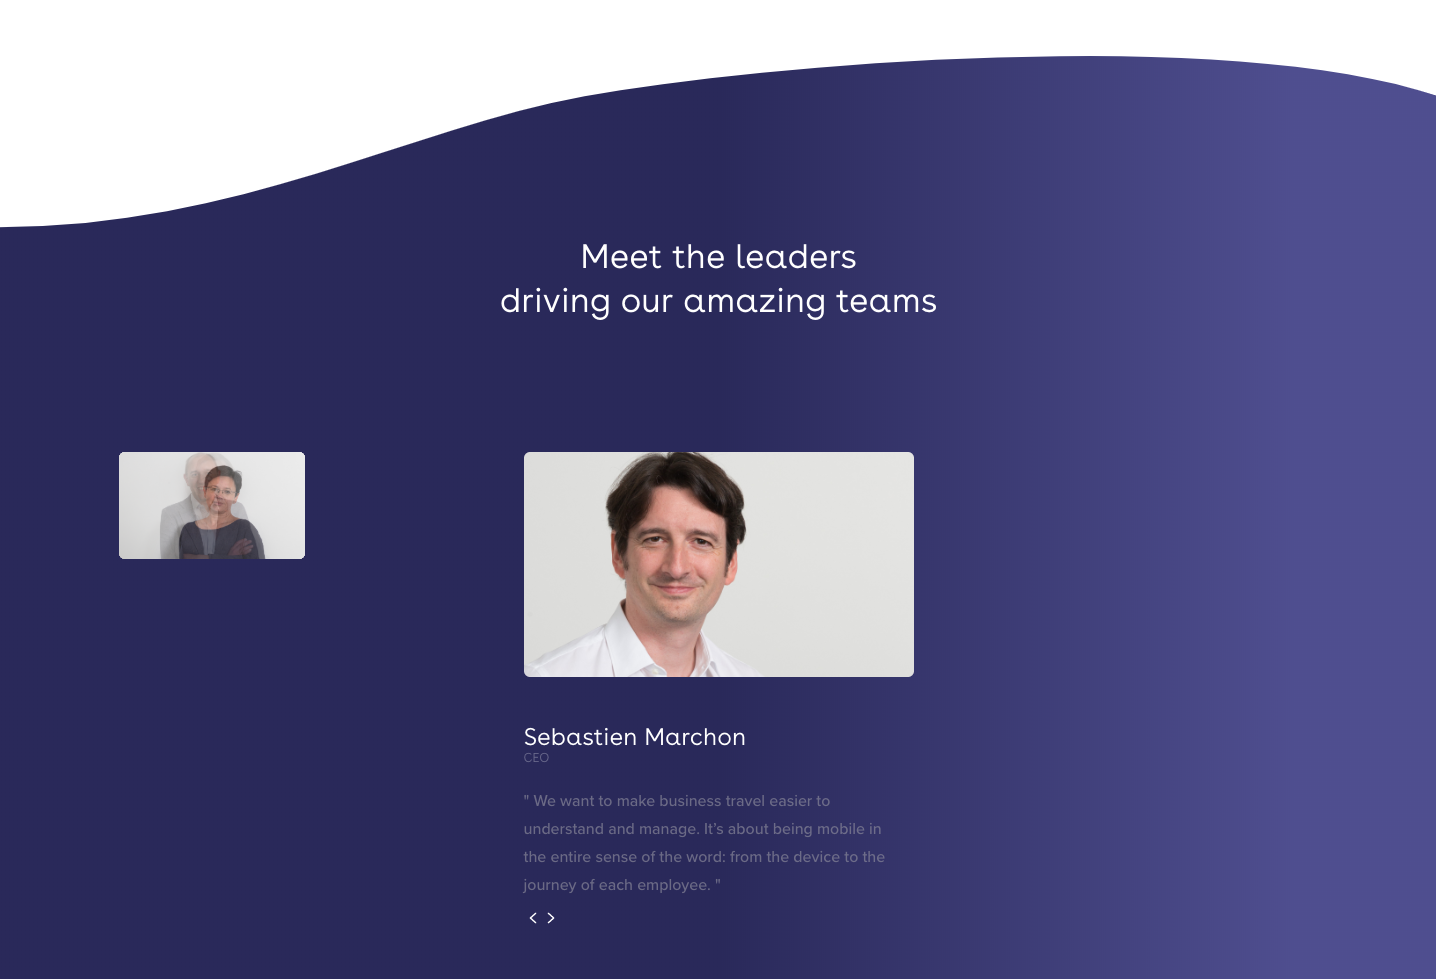 Meet the leaders
driving our amazing teams
Sebastien Marchon
CEO
" We want to make business travel easier to
understand and manage. It's about being mobile in
the entire sense of the word: from the device to the
journey of each employee. "